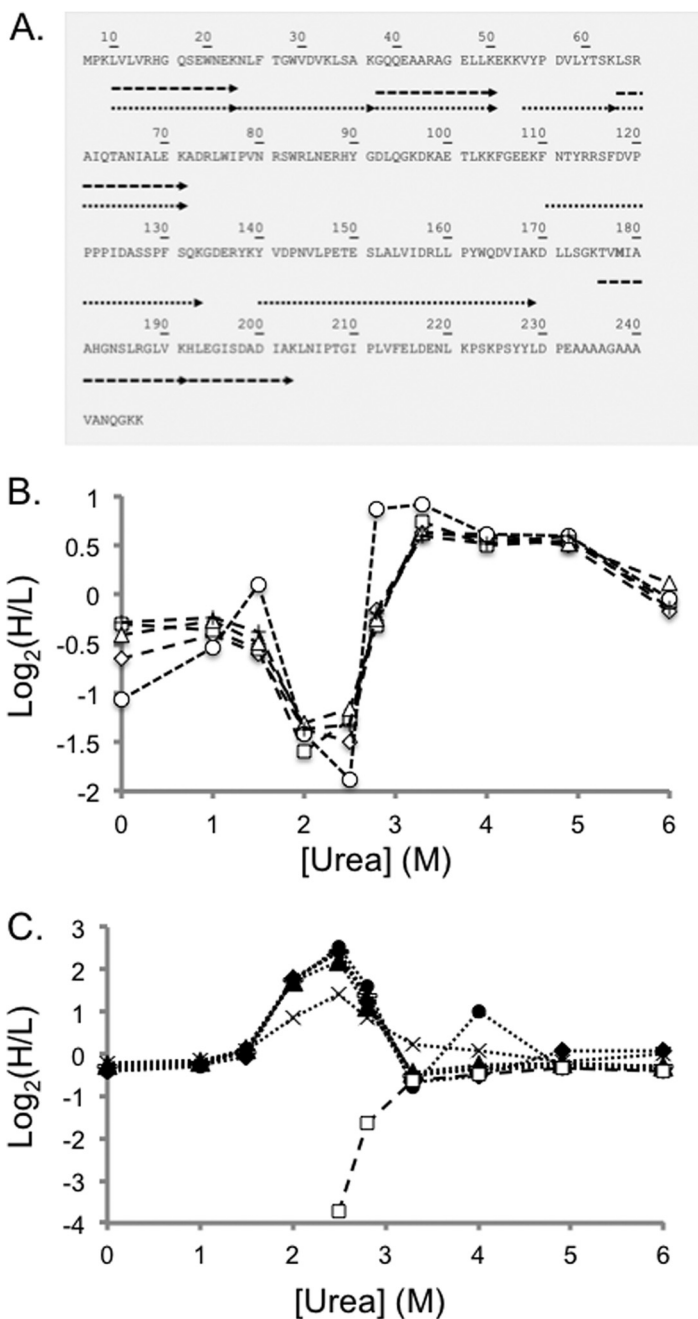 A.
10 20 30 40 50 60
MPKLVLVRHG QSEWNEKNLF TGWVDVKLSA KGQQEAARAG ELLKEKKVYP DVLYTSKLSR
70 80 90 100 110 120
AIQTANIALE KADRLWIPVN RSWRLNERHY GDLQGKDKAE TLKKFGEEKF NTYRRSFDVP
130 140 150 160 170 180
PPPIDASSPF SQKGDERYKY VDPNVLPETE SLALVIDRLL PYWQDVIAKD LLSGKTVMIA
190 200 210 220 230 240
AHGNSLRGLV KHLEGISDAD IAKLNIPTGI PLVFELDENL KPSKPSYYLD PEAAAAGAAA
VANQGKK
B.
1
0.5
0
-0.5
-1
-1.5
-2
Log2(H/L)
0 1 2 3 4 5 6
[Urea] (M)
C.
3
2
1
0
-1
-2
-3
-4
Log2(H/L)
0 1 2 3 4 5 6
[Urea] (M)